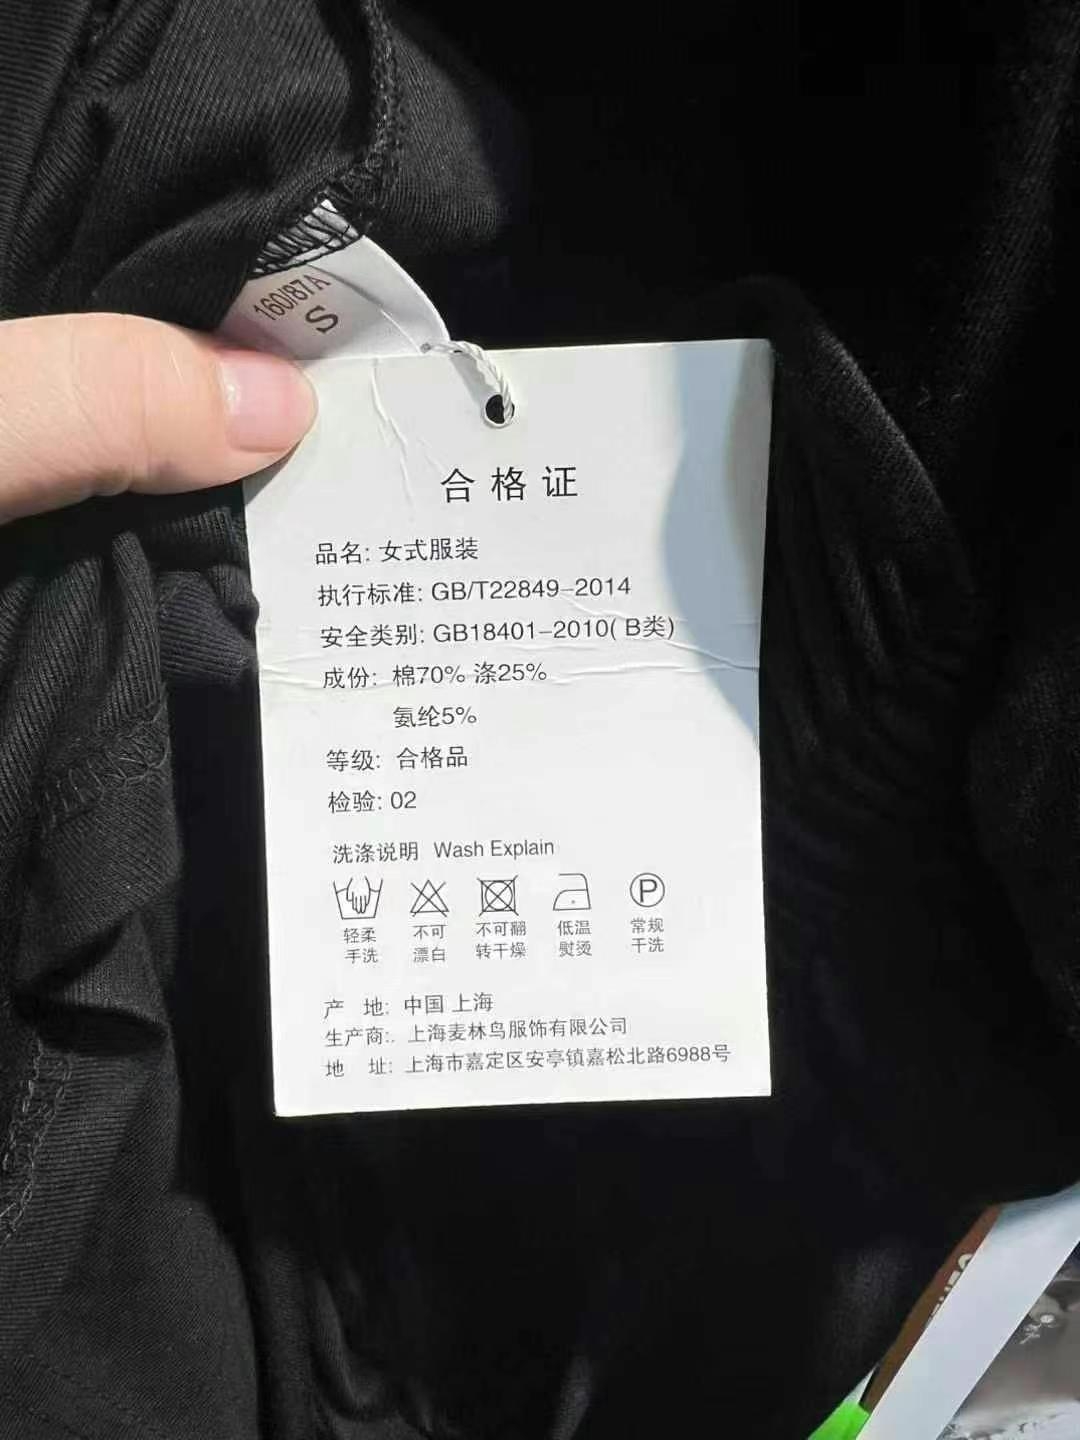 160/87A
S
合格证
品名: 女式服装
执行标准: GB/T22849-2014
安全类别: GB18401-2010( B类)
成份: 棉70% 涤25%
氨纶5%
等级: 合格品
检验: 02
洗涤说明 Wash Explain
P
轻柔 不可 不可翻 低温 常规
手洗 漂白 转干燥 熨烫 干洗
产 地: 中国 上海
生产商:. 上海麦林鸟服饰有限公司
地 址: 上海市嘉定区安亭镇嘉松北路6988号